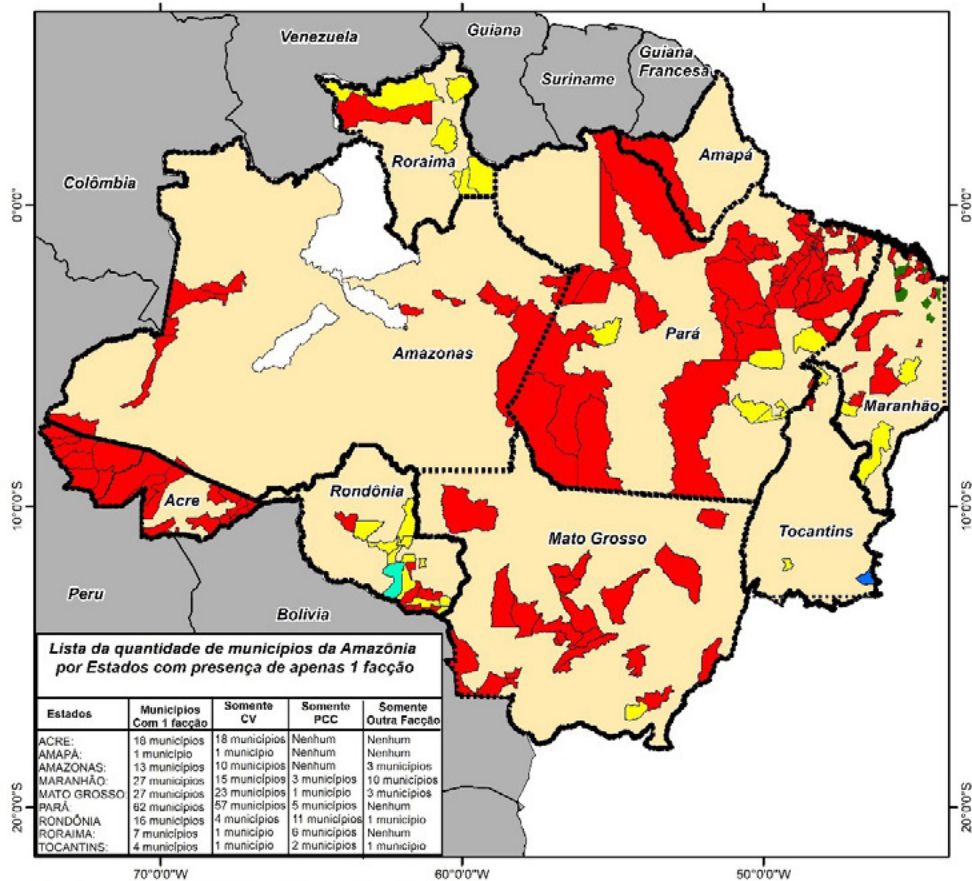 Venezuela
Guiana
Suriname
Guiana
Francesa
Colômbia
Roraima
Amapá
0°0'0"
0°0'0"
Amazonas
Pará
Maranhão
Acre
Rondônia
Mato Grosso
Tocantins
10°0'0"S
10°0'0"S
Peru
Bolivia
Lista da quantidade de municípios da Amazônia
por Estados com presença de apenas 1 facção
Estados Municípios Com 1 facção Somente CV Somente PCC Somente Outra Facção
ACRE: 18 municípios 18 municípios Nenhum Nenhum
AMAPÁ: 1 município 1 município Nenhum Nenhum
AMAZONAS: 13 municípios 10 municípios Nenhum 3 municípios
MARANHÃO: 27 municípios 15 municípios 3 municípios 10 municípios
MATO GROSSO: 27 municípios 23 municípios 1 município 3 municípios
PARÁ: 62 municípios 57 municípios 5 municípios Nenhum
RONDÔNIA 16 municípios 4 municípios 11 municípios 1 município
RORAIMA: 7 municípios 1 município 6 municípios Nenhum
TOCANTINS: 4 municípios 1 município 2 municípios 1 município
20°0'0"S
20°0'0"S
70°0'0"W
60°0'0"W
50°0'0"W